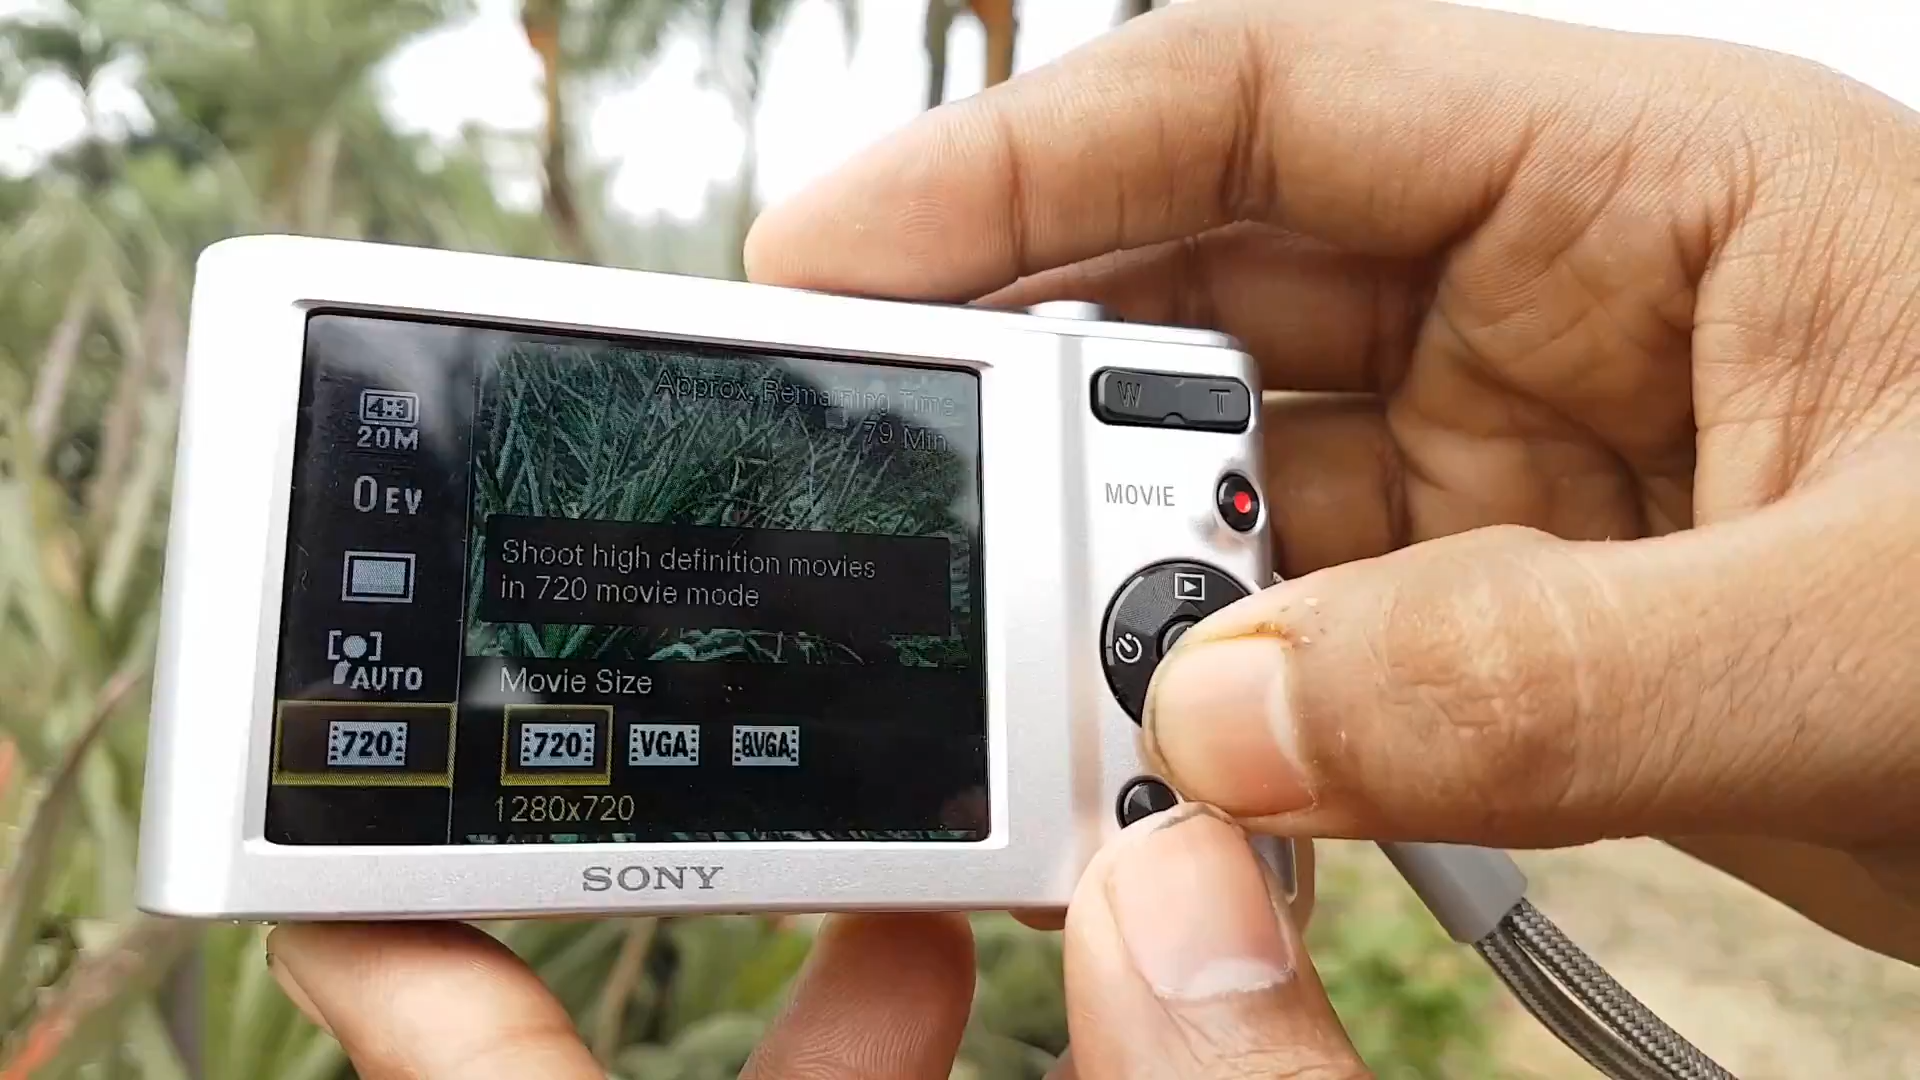 Approx. Remaining Time
79 Min
4:3
20M
0EV
AUTO
720
Shoot high definition movies
in 720 movie mode
Movie Size
720 VGA QVGA
1280x720
SONY
W T
MOVIE